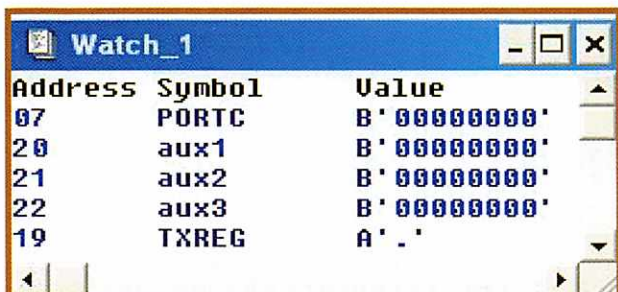 Watch_1
Address Symbol Value
07 PORTC B'00000000'
20 aux1 B'00000000'
21 aux2 B'00000000'
22 aux3 B'00000000'
19 TXREG A'.'